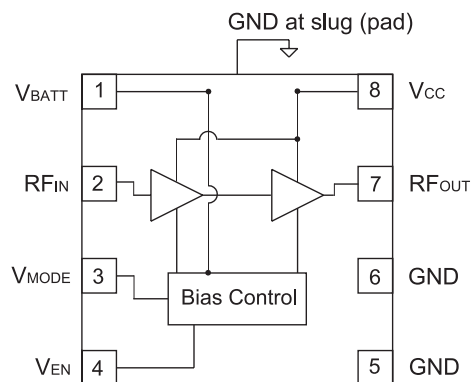 GND at slug (pad)
VBATT 1 8 VCC
RFIN 2 7 RFOUT
VMODE 3 6 GND
Bias Control
VEN 4 5 GND